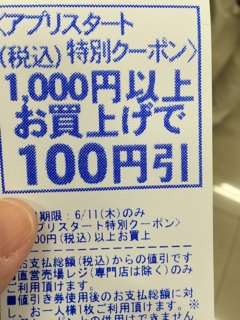 〈アプリスタート
(税込)特別クーポン〉
1,000円以上
お買上げで
100円引
期限：6/11(木)のみ
プリスタート特別クーポン〉
00円(税込)以上お買上
お支払総額(税込)からの値引です
直営売場レジ(専門店は除く)のみ
ご利用頂けます。
■値引き券使用後のお支払総額に対
し、お一人様1枚ご利用頂けます。